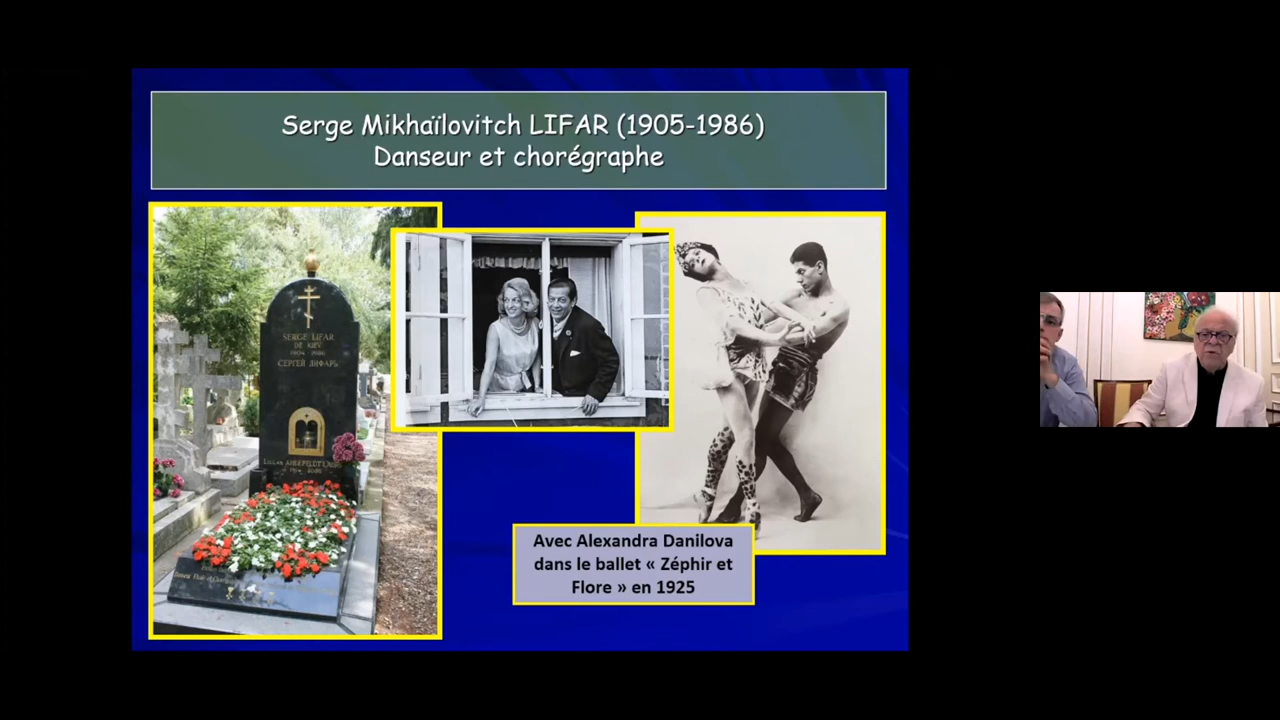 Serge Mikhaïlovitch LIFAR (1905-1986)
Danseur et chorégraphe
SERGE LIFAR
DE KIEV
СЕРГЕЙ ЛИФАРЬ
Avec Alexandra Danilova
dans le ballet « Zéphir et
Flore » en 1925